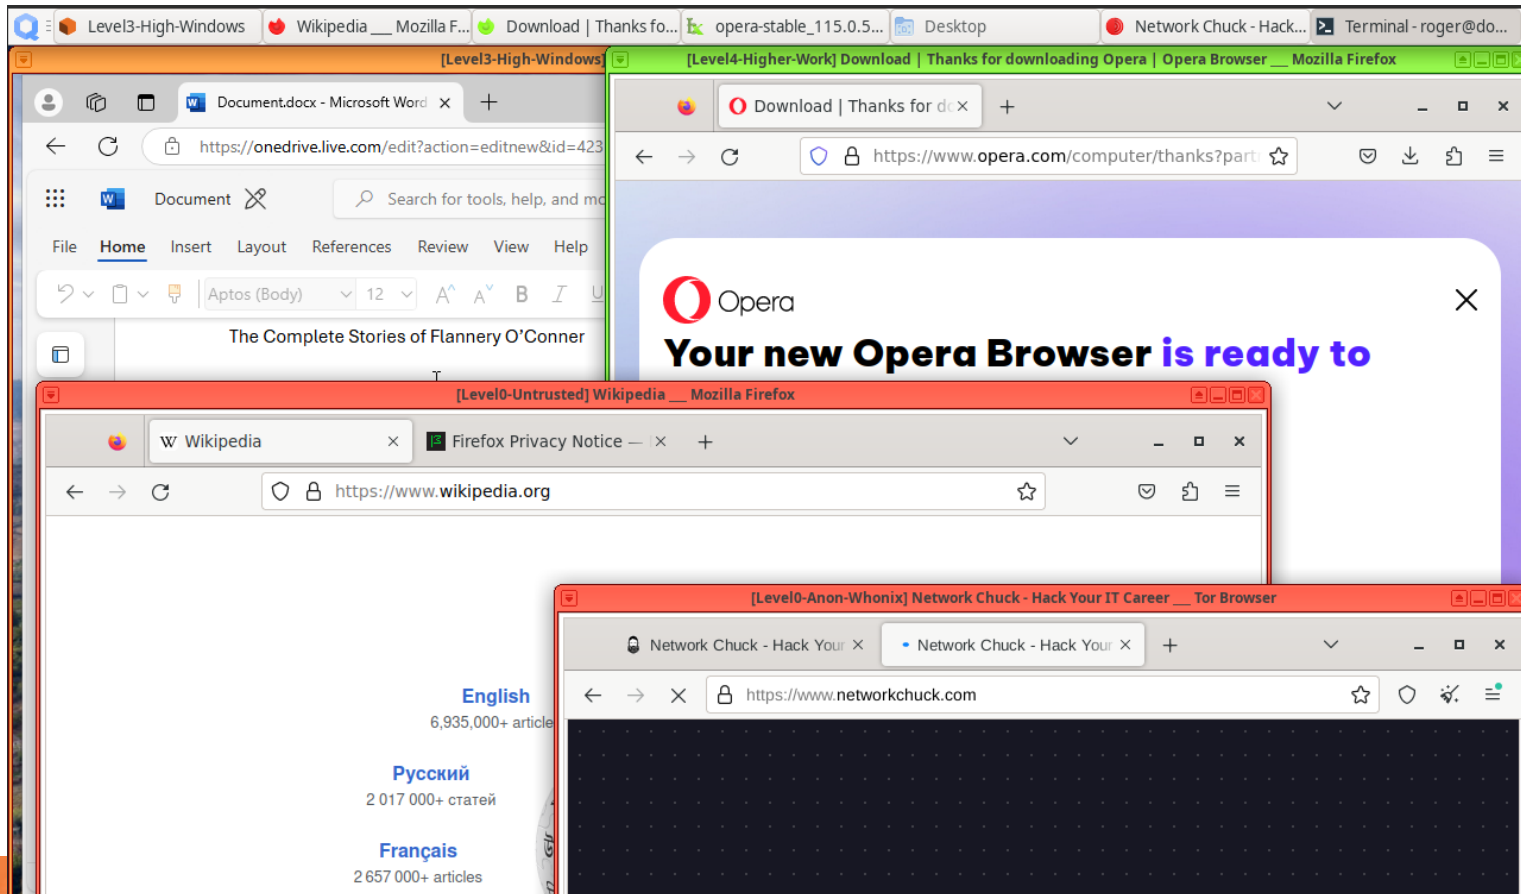 Level3-High-Windows
Wikipedia __ Mozilla F...
Download | Thanks fo...
opera-stable_115.0.5...
Desktop
Network Chuck - Hack...
Terminal - roger@do...
[Level3-High-Windows]
Document.docx - Microsoft Word
https://onedrive.live.com/edit?action=editnew&id=423
Document
Search for tools, help, and mo
File Home Insert Layout References Review View Help
Aptos (Body) 12 A A B I U
The Complete Stories of Flannery O'Conner
[Level4-Higher-Work] Download | Thanks for downloading Opera | Opera Browser __ Mozilla Firefox
Download | Thanks for do
https://www.opera.com/computer/thanks?part
Opera
Your new Opera Browser is ready to
[Level0-Untrusted] Wikipedia __ Mozilla Firefox
W Wikipedia
Firefox Privacy Notice —
https://www.wikipedia.org
English
6,935,000+ article
Русский
2 017 000+ статей
Français
2 657 000+ articles
[Level0-Anon-Whonix] Network Chuck - Hack Your IT Career __ Tor Browser
Network Chuck - Hack Your
Network Chuck - Hack Your
https://www.networkchuck.com